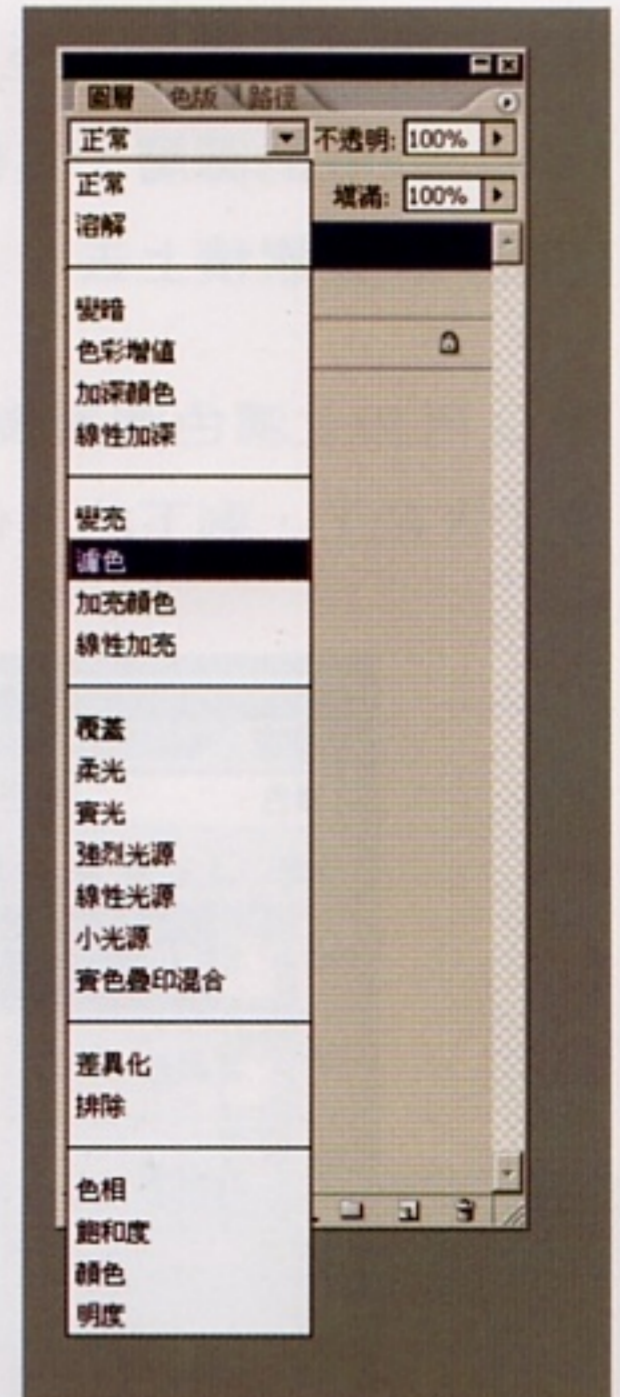 圖層 色版 路徑
正常 不透明: 100%
正常 填滿: 100%
溶解
變暗
色彩增值
加深顏色
線性加深
變亮
濾色
加亮顏色
線性加亮
覆蓋
柔光
實光
強烈光源
線性光源
小光源
實色疊印混合
差異化
排除
色相
飽和度
顏色
明度